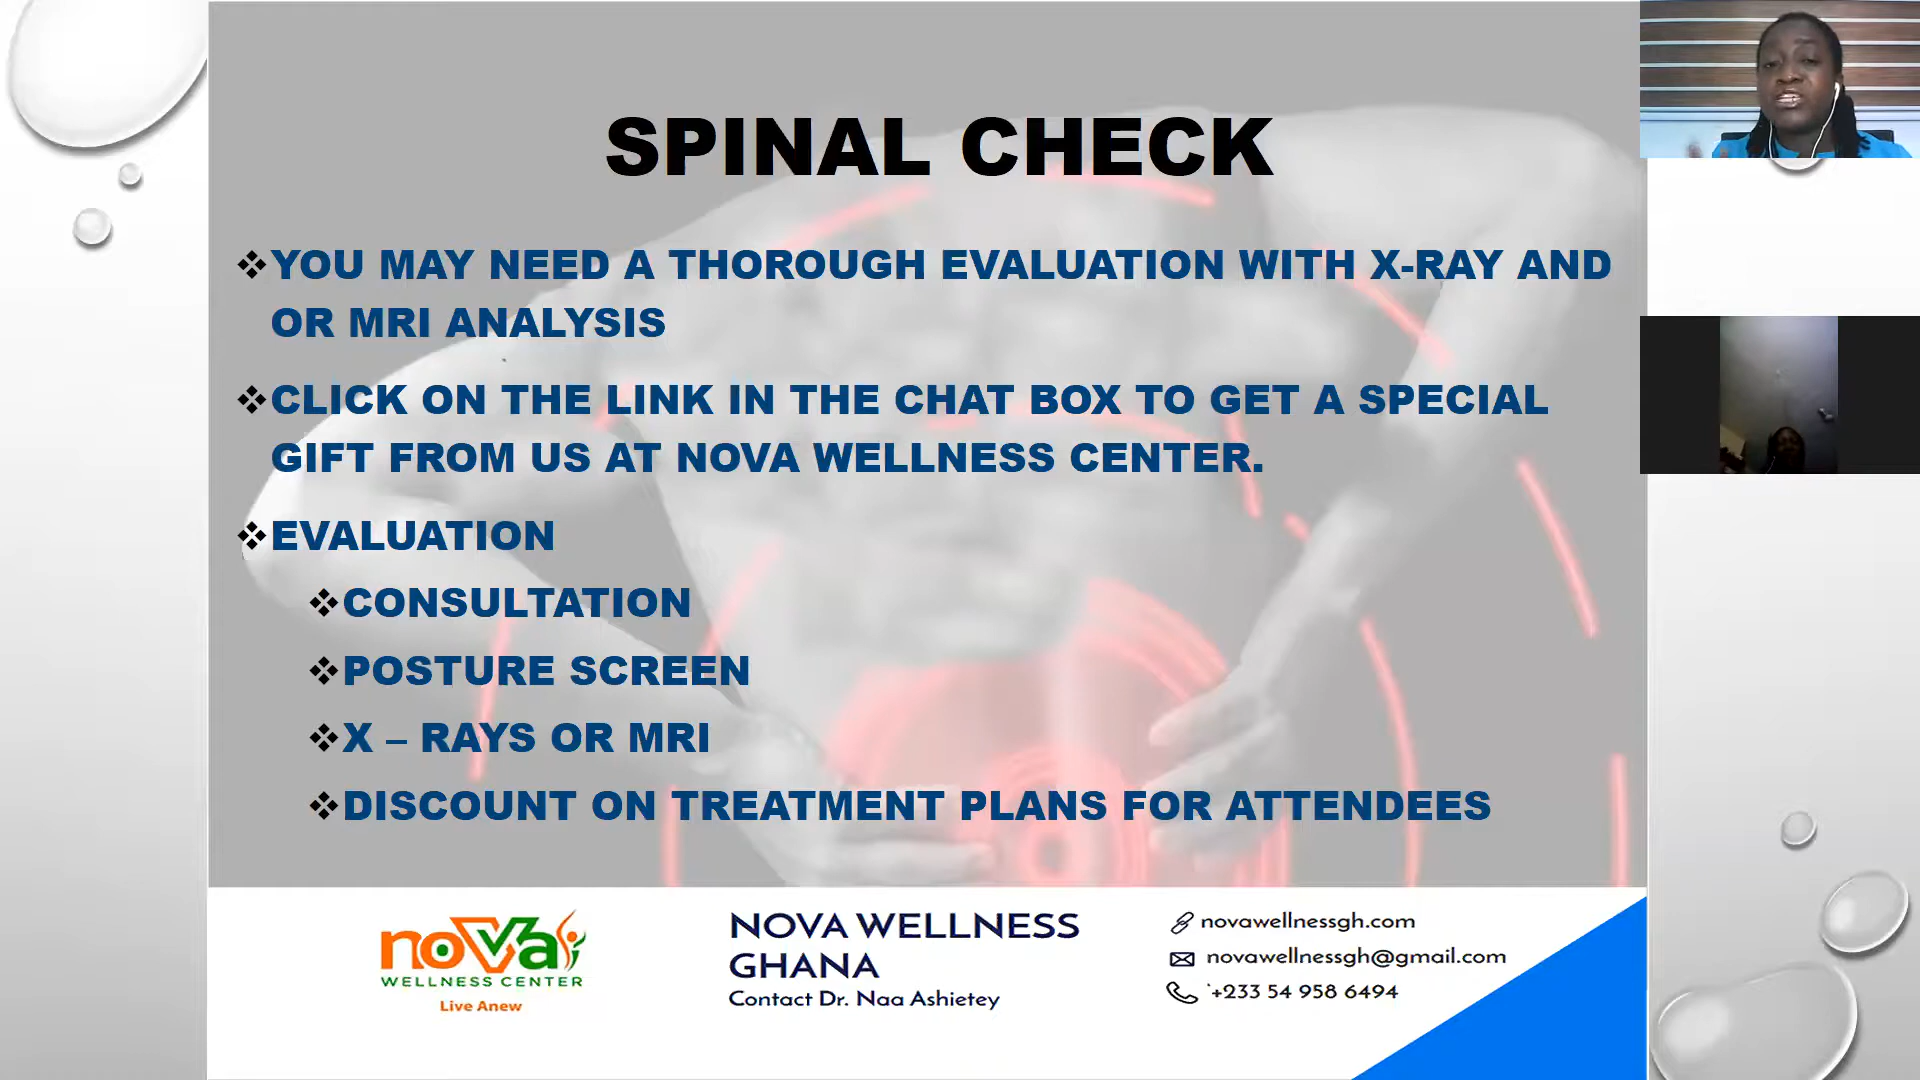 SPINAL CHECK
❖YOU MAY NEED A THOROUGH EVALUATION WITH X-RAY AND
OR MRI ANALYSIS
❖CLICK ON THE LINK IN THE CHAT BOX TO GET A SPECIAL
GIFT FROM US AT NOVA WELLNESS CENTER.
❖EVALUATION
❖CONSULTATION
❖POSTURE SCREEN
❖X – RAYS OR MRI
❖DISCOUNT ON TREATMENT PLANS FOR ATTENDEES
nova
WELLNESS CENTER
Live Anew
NOVA WELLNESS
GHANA
Contact Dr. Naa Ashietey
novawellnessgh.com
novawellnessgh@gmail.com
'+233 54 958 6494